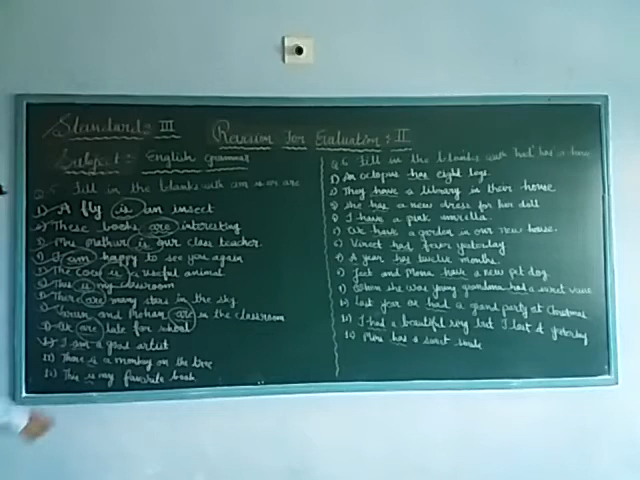 Standard: III
Revision For Evaluation: II
Subject: English grammar
Q.5 Fill in the blanks with am is or are
1) A fly is an insect
2) These books are interesting
3) Mrs Mathur is our class teacher.
4) I am happy to see you again
5) The cow is a useful animal
6) This is my classroom
7) There are many stars in the sky.
8) Varun and Mohan are in the classroom
9) We are late for school
10) I am a good artist
11) There is a monkey on the tree
12) This is my favorite book
Q.6 Fill in the blanks with had has have
1) An octopus has eight legs
2) They have a library in their house
3) She has a new dress for her doll
4) I have a pink umrella.
5) We have a garden in our new house.
6) Vineet had fever yesterday
7) A year has twelve months.
8) Jeet and Mona have a new pet dog.
9) When she was young grandma had a sweet voice
10) Last year we had a grand party at Christmas
11) I had a beautiful ring but I lost it yesterday
12) Mona has a sweet smile